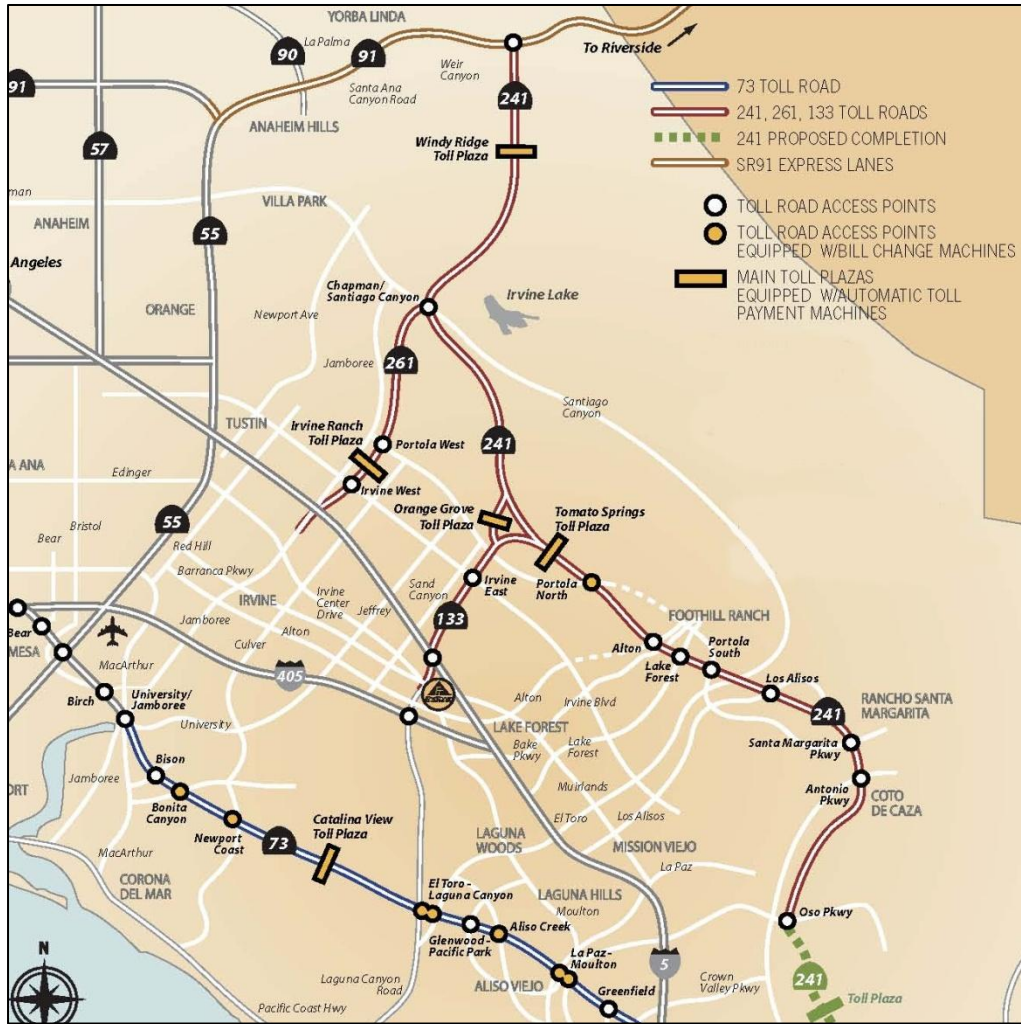 YORBA LINDA
La Palma
90
91
To Riverside
Weir
Canyon
Santa Ana
Canyon Road
241
91
57
ANAHEIM HILLS
Windy Ridge
Toll Plaza
73 TOLL ROAD
241, 261, 133 TOLL ROADS
241 PROPOSED COMPLETION
SR91 EXPRESS LANES
TOLL ROAD ACCESS POINTS
TOLL ROAD ACCESS POINTS
EQUIPPED W/BILL CHANGE MACHINES
MAIN TOLL PLAZAS
EQUIPPED W/AUTOMATIC TOLL
PAYMENT MACHINES
man
VILLA PARK
ANAHEIM
55
Angeles
Chapman/
Santiago Canyon
Irvine Lake
ORANGE
Newport Ave
Jamboree
261
Santiago
Canyon
TUSTIN
Irvine Ranch
Toll Plaza
Portola West
241
A ANA
Edinger
Irvine West
Orange Grove
Toll Plaza
Tomato Springs
Toll Plaza
55
Bristol
Bear
Red Hill
Barranca Pkwy
Irvine
East
Portola
North
Sand
Canyon
IRVINE
Irvine
Center
Drive
Jeffrey
133
FOOTHILL RANCH
Jamboree
Alton
Culver
Bear
MESA
MacArthur
405
Alton
Lake
Forest
Portola
South
Los Alisos
Birch
University/
Jamboree
University
Alton
Irvine Blvd
RANCHO SANTA
MARGARITA
241
LAKE FOREST
Bake
Pkwy
Lake
Forest
Santa Margarita
Pkwy
Bison
Jamboree
Muirlands
Antonio
Pkwy
ORT
Bonita
Canyon
COTO
DE CAZA
Newport
Coast
Catalina View
Toll Plaza
El Toro
Los Alisos
73
LAGUNA
WOODS
MISSION VIEJO
MacArthur
La Paz
CORONA
DEL MAR
El Toro -
Laguna Canyon
LAGUNA HILLS
Moulton
Oso Pkwy
Glenwood -
Pacific Park
Aliso Creek
La Paz-
Moulton
5
N
Laguna Canyon
Road
ALISO VIEJO
Greenfield
Crown
Valley Pkwy
241
Toll Plaza
Pacific Coast Hwy